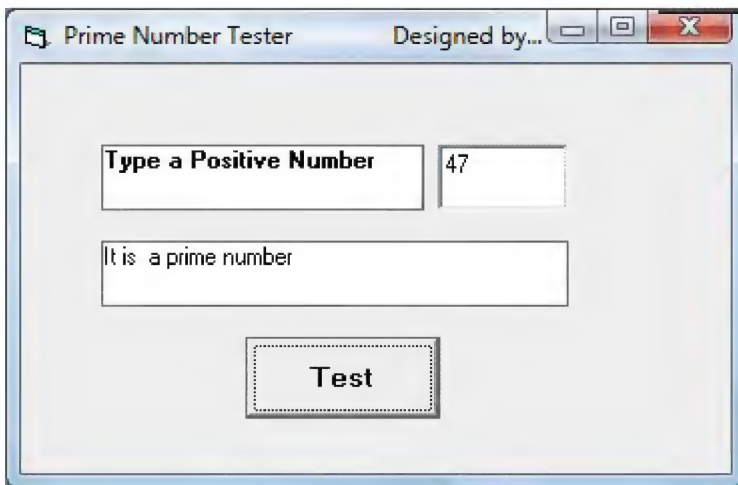 Prime Number Tester Designed by...
Type a Positive Number 47
It is a prime number
Test